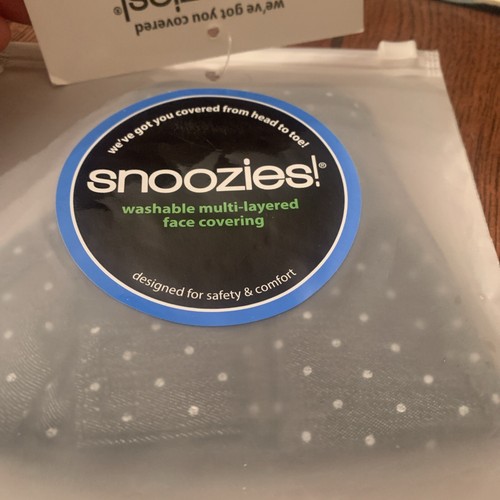 we've got you covered
zies!®
we've got you covered from head to toe!
snoozies!®
washable multi-layered
face covering
designed for safety & comfort